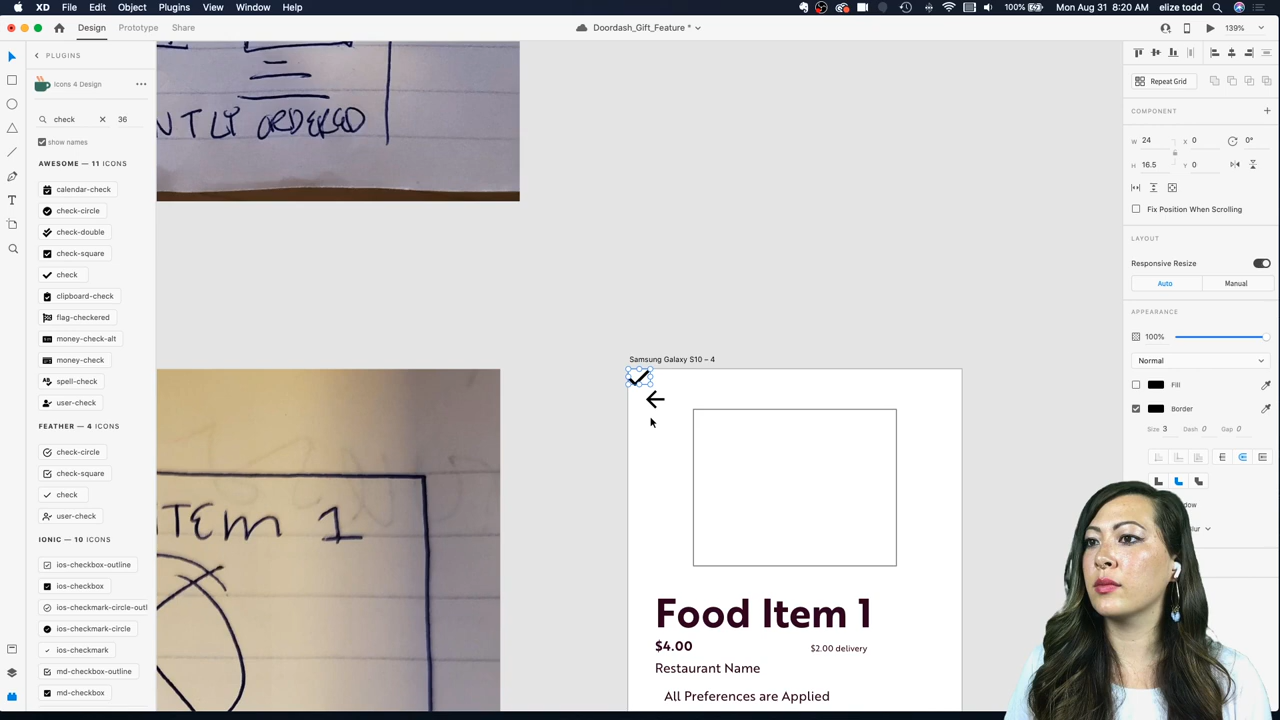 XD File Edit Object Plugins View Window Help
100% Mon Aug 31 8:20 AM elize todd
Design Prototype Share
Doordash_Gift_Feature *
139%
PLUGINS
Icons 4 Design
check 36
show names
AWESOME — 11 ICONS
calendar-check
check-circle
check-double
check-square
check
clipboard-check
flag-checkered
money-check-alt
money-check
spell-check
user-check
FEATHER — 4 ICONS
check-circle
check-square
check
user-check
IONIC — 10 ICONS
ios-checkbox-outline
ios-checkbox
ios-checkmark-circle-outl
ios-checkmark-circle
ios-checkmark
md-checkbox-outline
md-checkbox
NTLY ORDERED
ITEM 1
Samsung Galaxy S10 – 4
Food Item 1
$4.00
$2.00 delivery
Restaurant Name
All Preferences are Applied
Repeat Grid
COMPONENT
W 24 X 0 0°
H 16.5 Y 0
Fix Position When Scrolling
LAYOUT
Responsive Resize
Auto Manual
APPEARANCE
100%
Normal
Fill
Border
Size 3 Dash 0 Gap 0